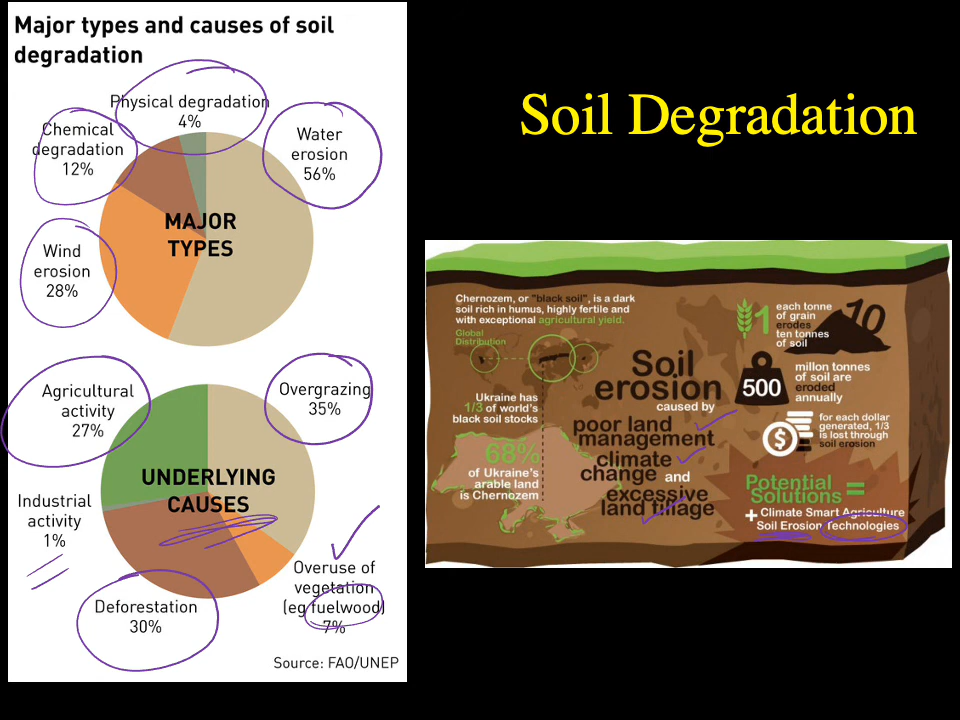 Major types and causes of soil
degradation
Physical degradation
4%
Chemical
degradation
12%
Water
erosion
56%
MAJOR
TYPES
Wind
erosion
28%
Agricultural
activity
27%
Overgrazing
35%
UNDERLYING
CAUSES
Industrial
activity
1%
Overuse of
vegetation
(eg fuelwood)
7%
Deforestation
30%
Source: FAO/UNEP
Soil Degradation
Chernozem, or "black soil", is a dark
soil rich in humus, highly fertile and
with exceptional agricultural yield.
Global
Distribution
Ukraine has
1/3 of world's
black soil stocks
68%
of Ukraine's
arable land
is Chernozem
Soil
erosion
caused by
poor land
management
climate
change and
excessive
land tillage
1 each tonne
of grain
erodes
ten tonnes
of soil
10
500
millon tonnes
of soil are
eroded
annually
$
for each dollar
generated, 1/3
is lost through
soil erosion
Potential
Solutions =
+ Climate Smart Agriculture
Soil Erosion Technologies